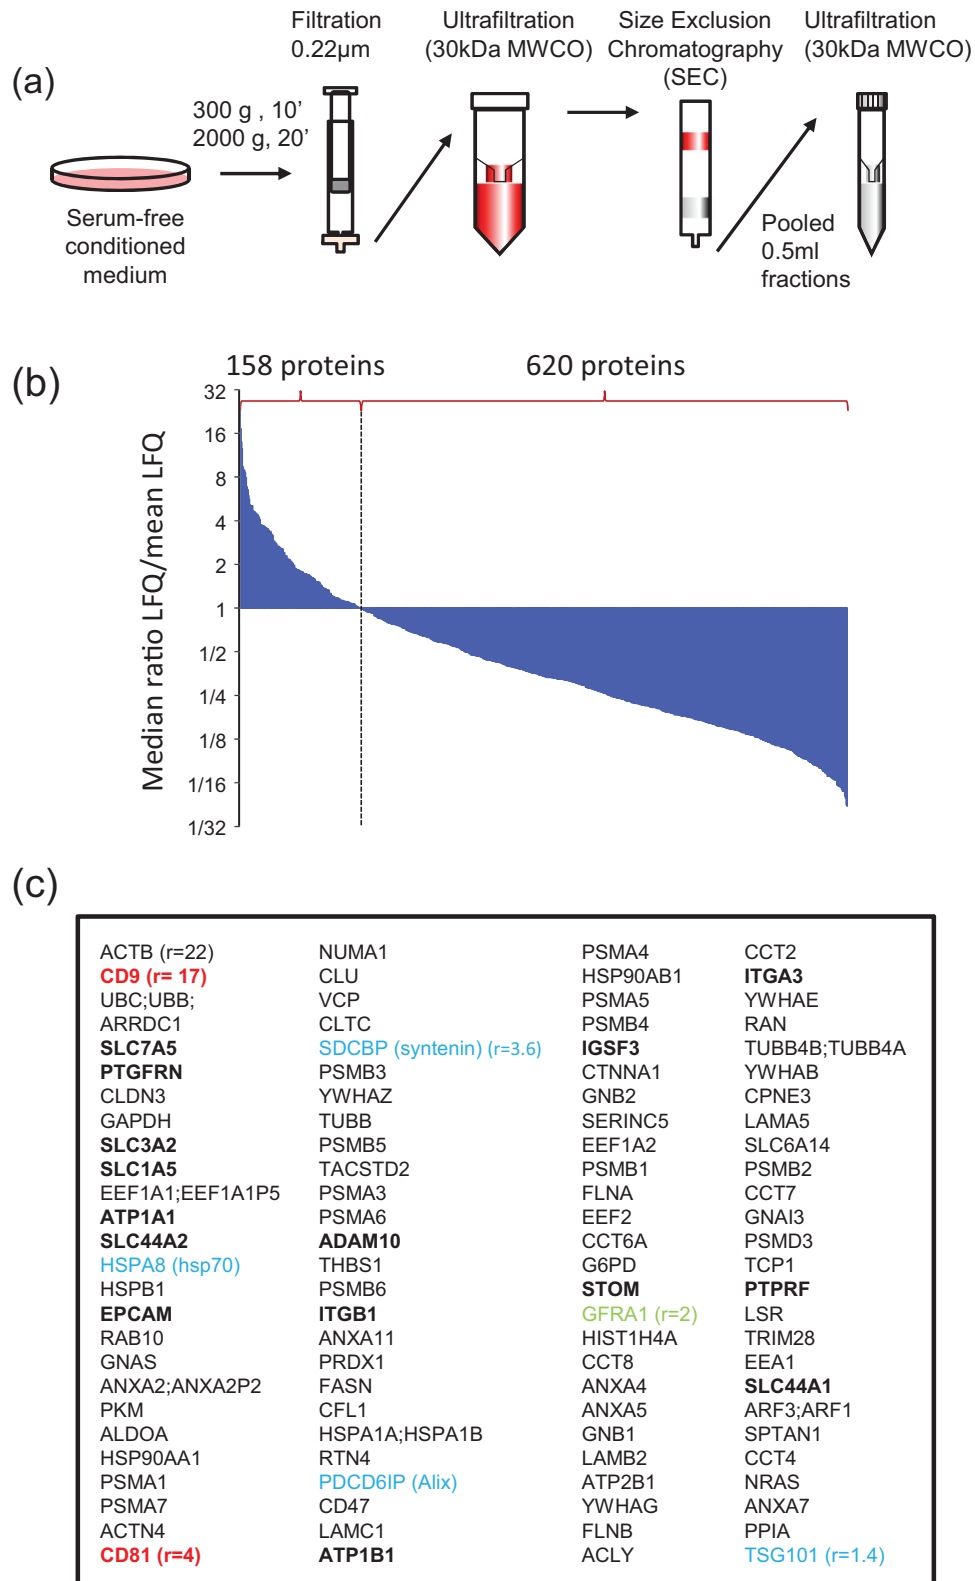 (a)
Filtration
0.22µm
Ultrafiltration
(30kDa MWCO)
Size Exclusion
Chromatography
(SEC)
Ultrafiltration
(30kDa MWCO)
300 g , 10'
2000 g, 20'
Serum-free
conditioned
medium
Pooled
0.5ml
fractions
(b)
158 proteins
620 proteins
Median ratio LFQ/mean LFQ
32
16
8
4
2
1
1/2
1/4
1/8
1/16
1/32
(c)
ACTB (r=22)
CD9 (r= 17)
UBC;UBB;
ARRDC1
SLC7A5
PTGFRN
CLDN3
GAPDH
SLC3A2
SLC1A5
EEF1A1;EEF1A1P5
ATP1A1
SLC44A2
HSPA8 (hsp70)
HSPB1
EPCAM
RAB10
GNAS
ANXA2;ANXA2P2
PKM
ALDOA
HSP90AA1
PSMA1
PSMA7
ACTN4
CD81 (r=4)
NUMA1
CLU
VCP
CLTC
SDCBP (syntenin) (r=3.6)
PSMB3
YWHAZ
TUBB
PSMB5
TACSTD2
PSMA3
PSMA6
ADAM10
THBS1
PSMB6
ITGB1
ANXA11
PRDX1
FASN
CFL1
HSPA1A;HSPA1B
RTN4
PDCD6IP (Alix)
CD47
LAMC1
ATP1B1
PSMA4
HSP90AB1
PSMA5
PSMB4
IGSF3
CTNNA1
GNB2
SERINC5
EEF1A2
PSMB1
FLNA
EEF2
CCT6A
G6PD
STOM
GFRA1 (r=2)
HIST1H4A
CCT8
ANXA4
ANXA5
GNB1
LAMB2
ATP2B1
YWHAG
FLNB
ACLY
CCT2
ITGA3
YWHAE
RAN
TUBB4B;TUBB4A
YWHAB
CPNE3
LAMA5
SLC6A14
PSMB2
CCT7
GNAI3
PSMD3
TCP1
PTPRF
LSR
TRIM28
EEA1
SLC44A1
ARF3;ARF1
SPTAN1
CCT4
NRAS
ANXA7
PPIA
TSG101 (r=1.4)